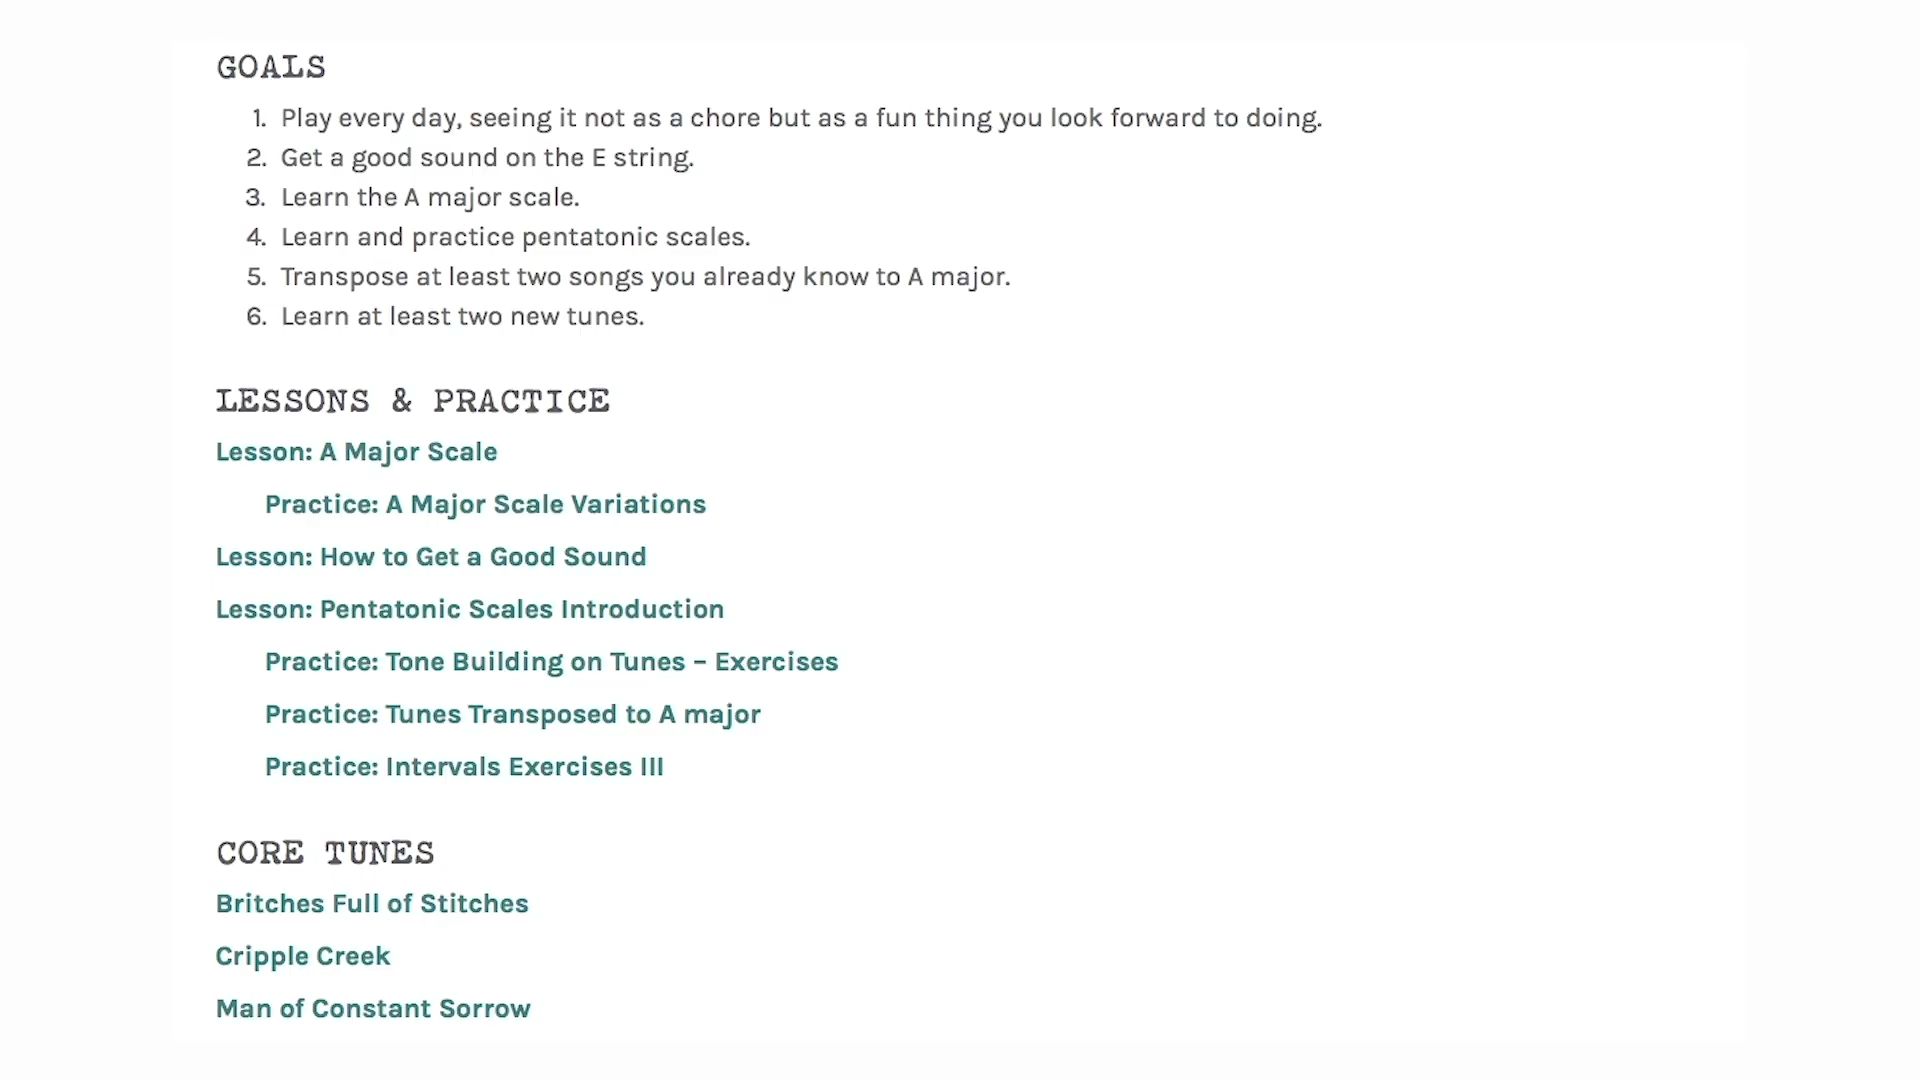 GOALS
1. Play every day, seeing it not as a chore but as a fun thing you look forward to doing.
2. Get a good sound on the E string.
3. Learn the A major scale.
4. Learn and practice pentatonic scales.
5. Transpose at least two songs you already know to A major.
6. Learn at least two new tunes.
LESSONS & PRACTICE
Lesson: A Major Scale
Practice: A Major Scale Variations
Lesson: How to Get a Good Sound
Lesson: Pentatonic Scales Introduction
Practice: Tone Building on Tunes – Exercises
Practice: Tunes Transposed to A major
Practice: Intervals Exercises III
CORE TUNES
Britches Full of Stitches
Cripple Creek
Man of Constant Sorrow